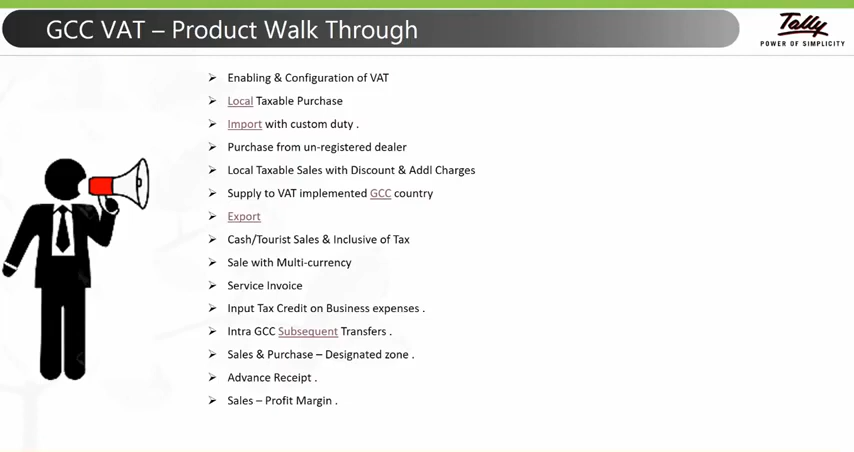 GCC VAT – Product Walk Through
Tally
POWER OF SIMPLICITY
➢ Enabling & Configuration of VAT
➢ Local Taxable Purchase
➢ Import with custom duty .
➢ Purchase from un-registered dealer
➢ Local Taxable Sales with Discount & Addl Charges
➢ Supply to VAT implemented GCC country
➢ Export
➢ Cash/Tourist Sales & Inclusive of Tax
➢ Sale with Multi-currency
➢ Service Invoice
➢ Input Tax Credit on Business expenses .
➢ Intra GCC Subsequent Transfers .
➢ Sales & Purchase – Designated zone .
➢ Advance Receipt .
➢ Sales – Profit Margin .